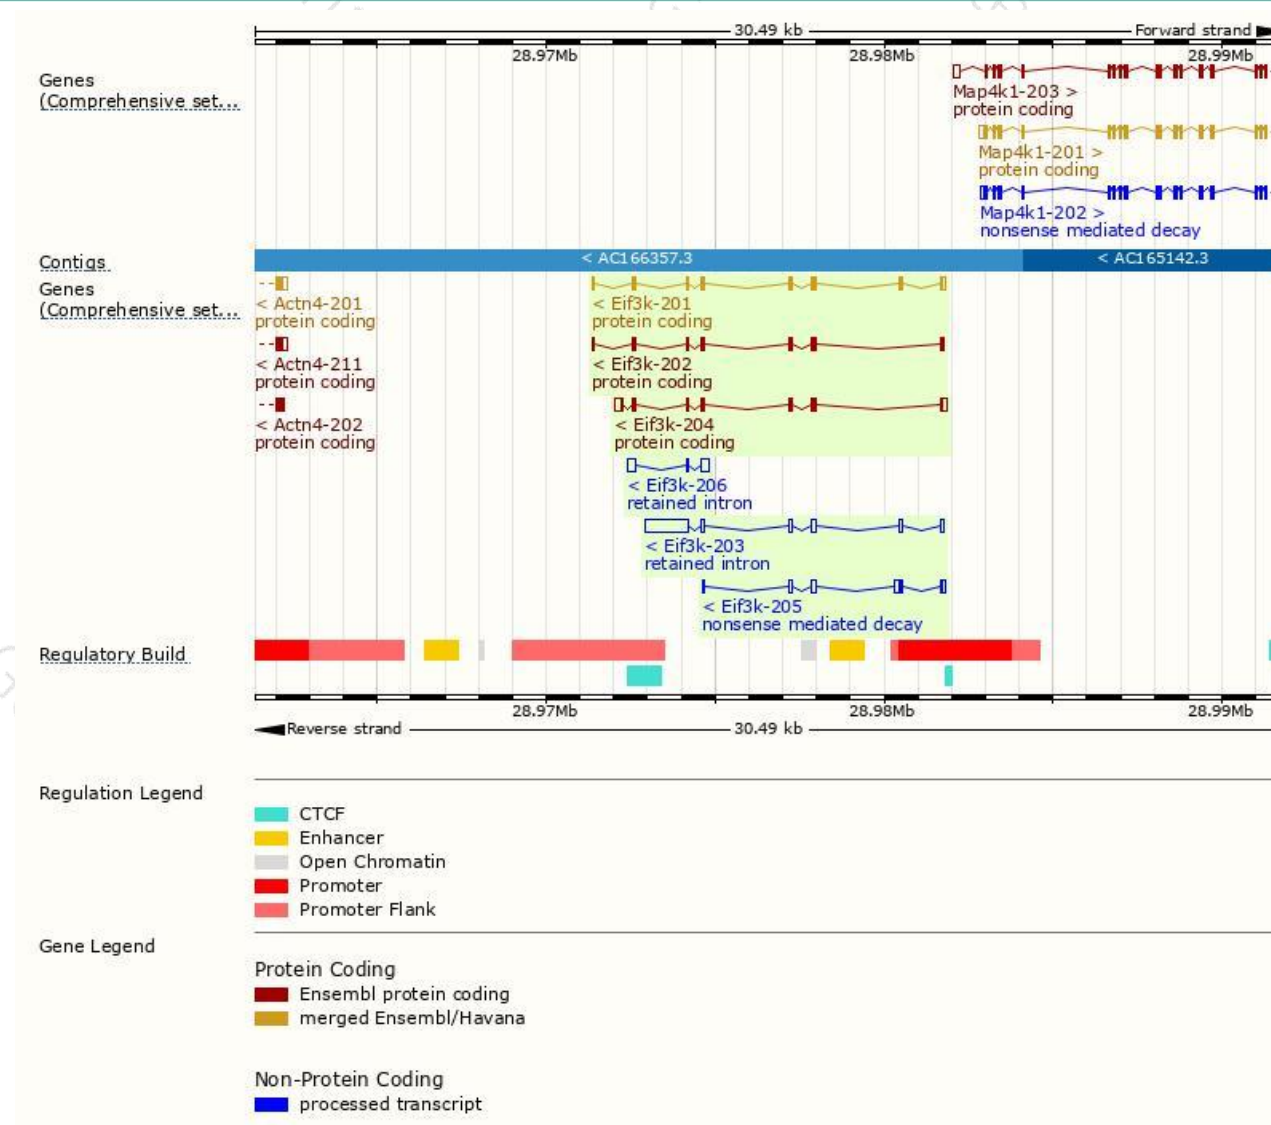 30.49 kb Forward strand
28.97Mb 28.98Mb 28.99Mb
Genes
(Comprehensive set...
Map4k1-203 >
protein coding
Map4k1-201 >
protein coding
Map4k1-202 >
nonsense mediated decay
Contigs
< AC166357.3 < AC165142.3
Genes
(Comprehensive set...
< Actn4-201 < Eif3k-201
protein coding protein coding
< Actn4-211 < Eif3k-202
protein coding protein coding
< Actn4-202 < Eif3k-204
protein coding protein coding
< Eif3k-206
retained intron
< Eif3k-203
retained intron
< Eif3k-205
nonsense mediated decay
Regulatory Build
28.97Mb 28.98Mb 28.99Mb
Reverse strand 30.49 kb
Regulation Legend
CTCF
Enhancer
Open Chromatin
Promoter
Promoter Flank
Gene Legend
Protein Coding
Ensembl protein coding
merged Ensembl/Havana
Non-Protein Coding
processed transcript